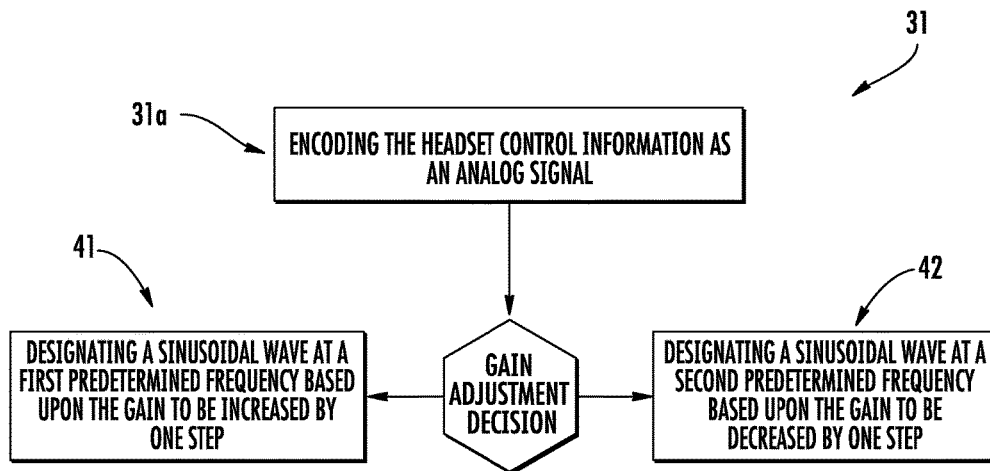 31
31a
ENCODING THE HEADSET CONTROL INFORMATION AS
AN ANALOG SIGNAL
41
42
DESIGNATING A SINUSOIDAL WAVE AT A
FIRST PREDETERMINED FREQUENCY BASED
UPON THE GAIN TO BE INCREASED BY
ONE STEP
GAIN
ADJUSTMENT
DECISION
DESIGNATING A SINUSOIDAL WAVE AT A
SECOND PREDETERMINED FREQUENCY
BASED UPON THE GAIN TO BE
DECREASED BY ONE STEP